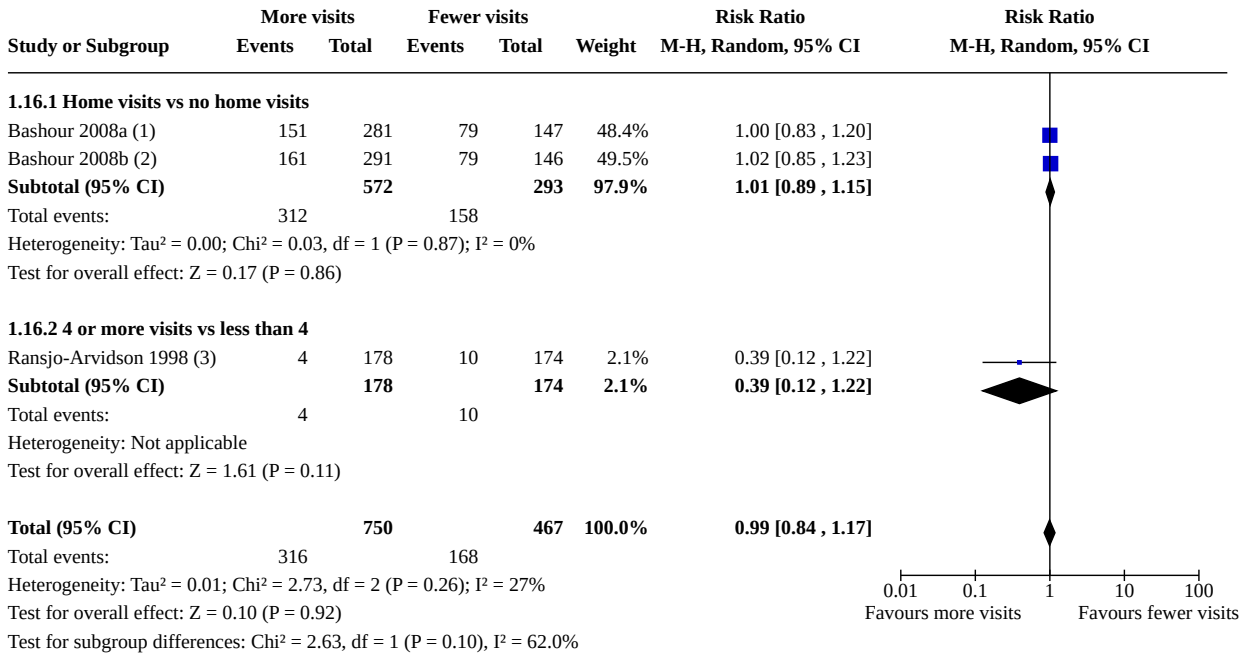 More visits Fewer visits Risk Ratio Risk Ratio
Study or Subgroup Events Total Events Total Weight M-H, Random, 95% CI M-H, Random, 95% CI
1.16.1 Home visits vs no home visits
Bashour 2008a (1) 151 281 79 147 48.4% 1.00 [0.83 , 1.20]
Bashour 2008b (2) 161 291 79 146 49.5% 1.02 [0.85 , 1.23]
Subtotal (95% CI) 572 293 97.9% 1.01 [0.89 , 1.15]
Total events: 312 158
Heterogeneity: Tau² = 0.00; Chi² = 0.03, df = 1 (P = 0.87); I² = 0%
Test for overall effect: Z = 0.17 (P = 0.86)
1.16.2 4 or more visits vs less than 4
Ransjo-Arvidson 1998 (3) 4 178 10 174 2.1% 0.39 [0.12 , 1.22]
Subtotal (95% CI) 178 174 2.1% 0.39 [0.12 , 1.22]
Total events: 4 10
Heterogeneity: Not applicable
Test for overall effect: Z = 1.61 (P = 0.11)
Total (95% CI) 750 467 100.0% 0.99 [0.84 , 1.17]
Total events: 316 168
Heterogeneity: Tau² = 0.01; Chi² = 2.73, df = 2 (P = 0.26); I² = 27%
0.01 0.1 1 10 100
Test for overall effect: Z = 0.10 (P = 0.92)
Favours more visits Favours fewer visits
Test for subgroup differences: Chi² = 2.63, df = 1 (P = 0.10), I² = 62.0%